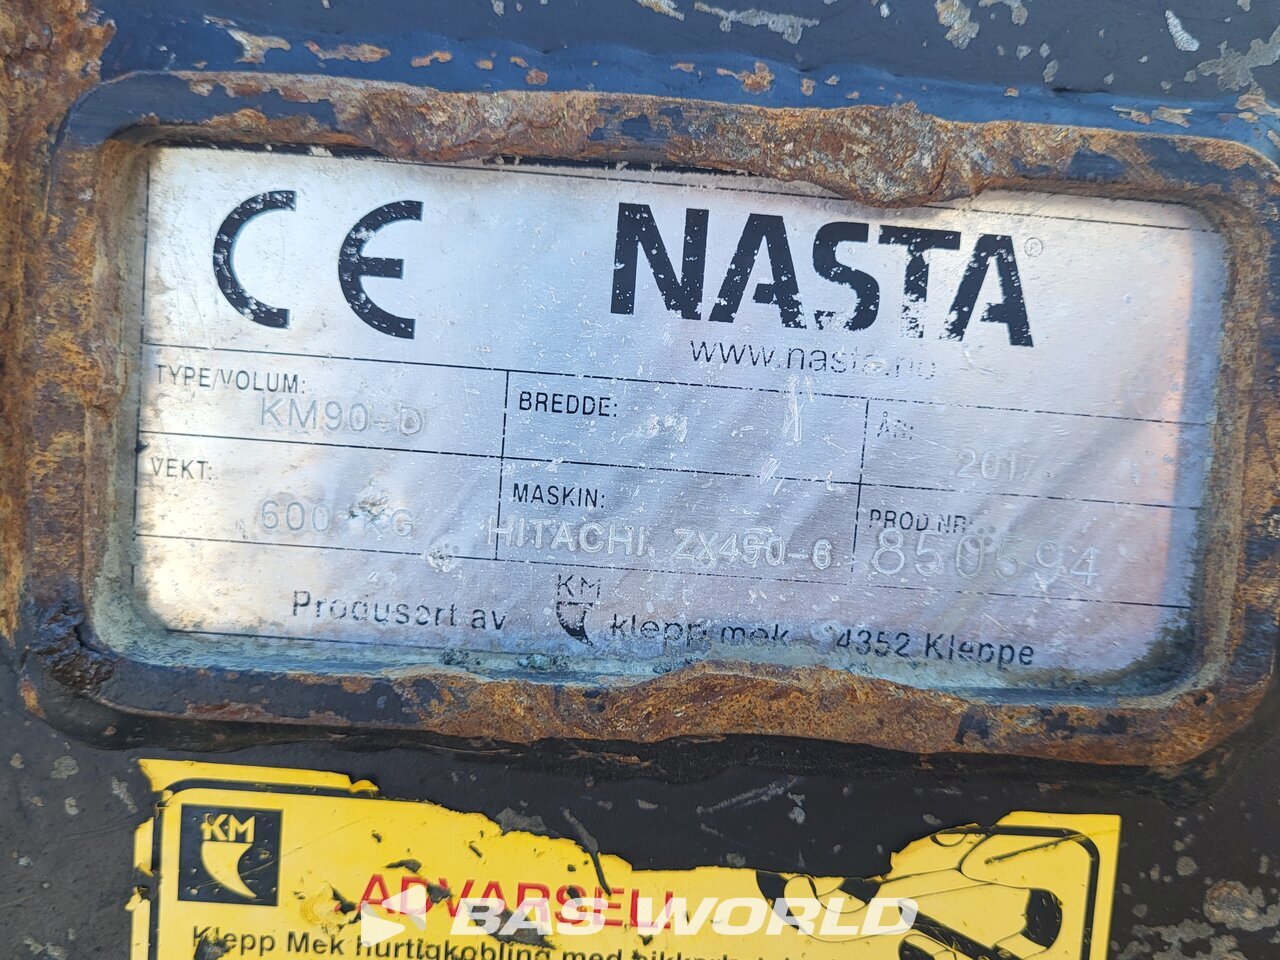 CE NASTA®
www.nasta.no
TYPE/VOLUM: KM90-D
BREDDE:
ÅR: 2017
VEKT: 600 KG
MASKIN: HITACHI ZX490-6
PROD.NR: 850594
Produsert av KM klepp mek 4352 Kleppe
KM
ADVARSEL!
Klepp Mek hurtigkobling med
BAS WORLD